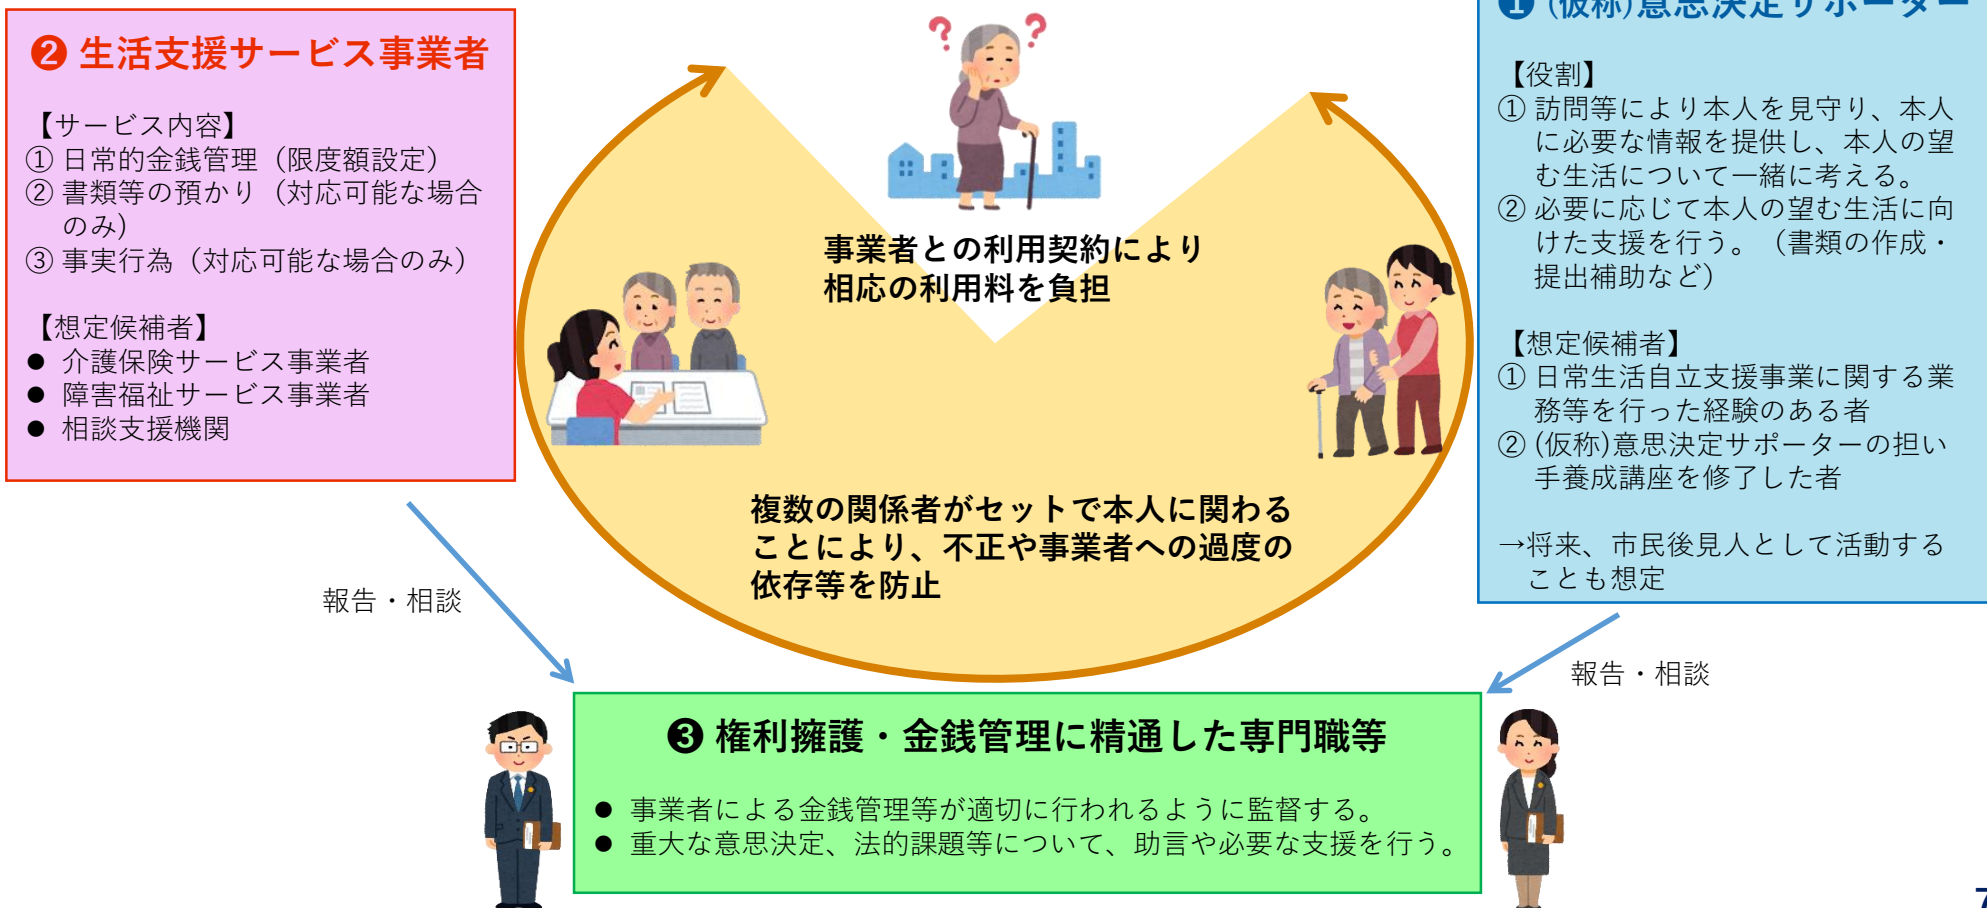 ❷ 生活支援サービス事業者
【サービス内容】
① 日常的金銭管理（限度額設定）
② 書類等の預かり（対応可能な場合
のみ)
③ 事実行為（対応可能な場合のみ）
【想定候補者】
● 介護保険サービス事業者
● 障害福祉サービス事業者
● 相談支援機関
?
?
事業者との利用契約により
相応の利用料を負担
複数の関係者がセットで本人に関わる
ことにより、不正や事業者への過度の
依存等を防止
❶ (仮称)意思決定サポーター
【役割】
① 訪問等により本人を見守り、本人
に必要な情報を提供し、本人の望
む生活について一緒に考える。
② 必要に応じて本人の望む生活に向
けた支援を行う。（書類の作成・
提出補助など）
【想定候補者】
① 日常生活自立支援事業に関する業
務等を行った経験のある者
② (仮称)意思決定サポーターの担い
手養成講座を修了した者
→将来、市民後見人として活動する
ことも想定
報告・相談
報告・相談
❸ 権利擁護・金銭管理に精通した専門職等
● 事業者による金銭管理等が適切に行われるように監督する。
● 重大な意思決定、法的課題等について、助言や必要な支援を行う。